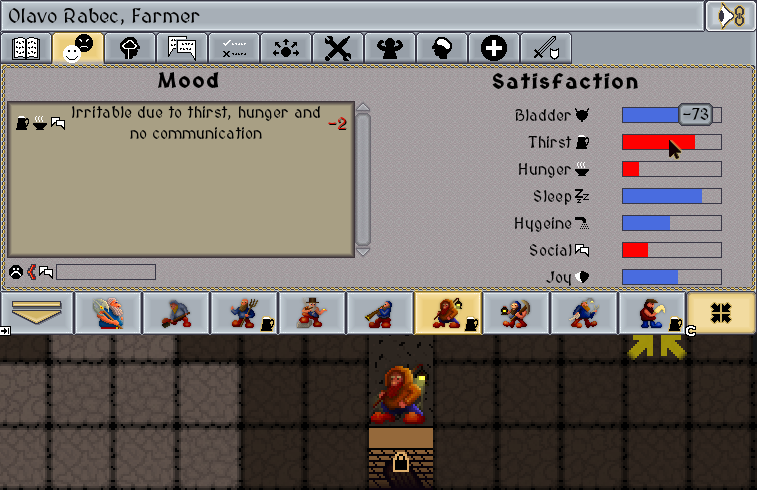 Olavo Rabec, Farmer
Mood
Satisfaction
Irritable due to thirst, hunger and
no communication
-2
Bladder
-73
Thirst
Hunger
Sleep
Hygeine
Social
Joy
C